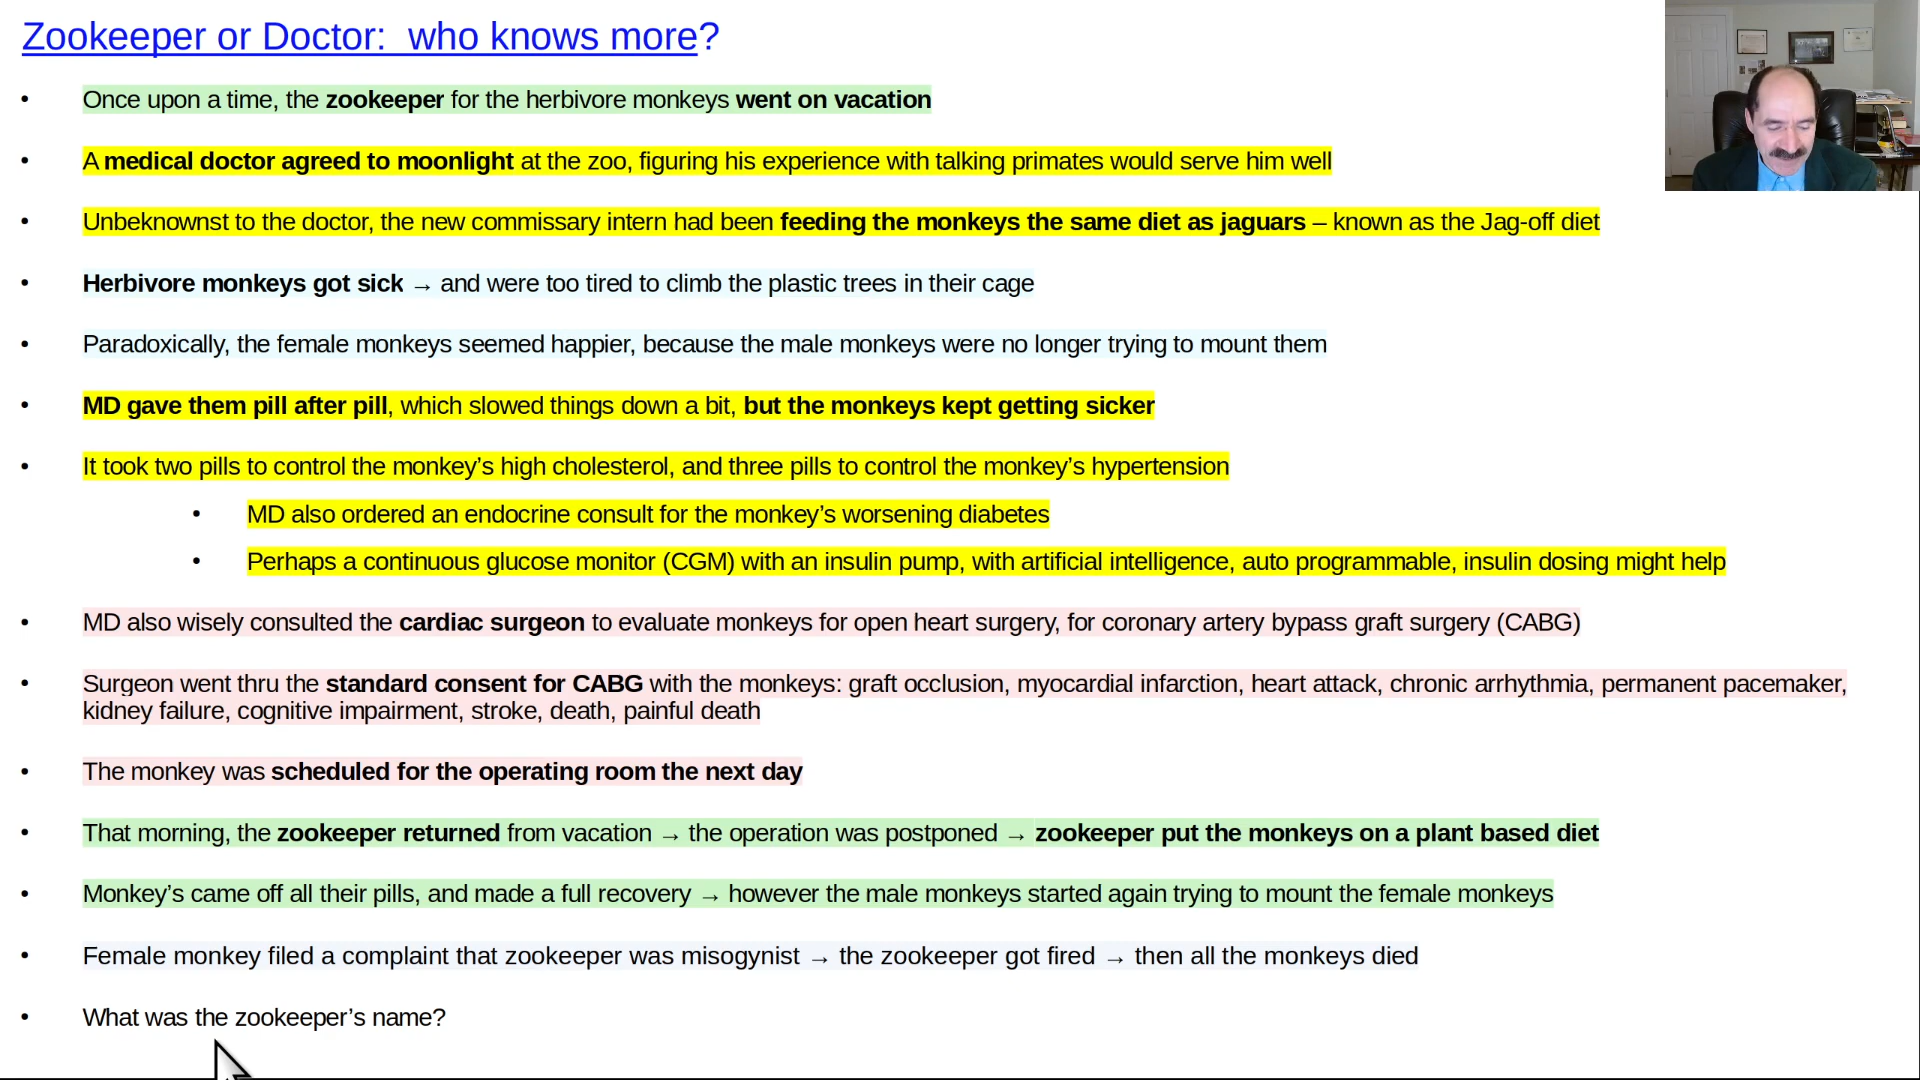 Zookeeper or Doctor:  who knows more?
• Once upon a time, the zookeeper for the herbivore monkeys went on vacation
• A medical doctor agreed to moonlight at the zoo, figuring his experience with talking primates would serve him well
• Unbeknownst to the doctor, the new commissary intern had been feeding the monkeys the same diet as jaguars – known as the Jag-off diet
• Herbivore monkeys got sick → and were too tired to climb the plastic trees in their cage
• Paradoxically, the female monkeys seemed happier, because the male monkeys were no longer trying to mount them
• MD gave them pill after pill, which slowed things down a bit, but the monkeys kept getting sicker
• It took two pills to control the monkey’s high cholesterol, and three pills to control the monkey’s hypertension
• MD also ordered an endocrine consult for the monkey’s worsening diabetes
• Perhaps a continuous glucose monitor (CGM) with an insulin pump, with artificial intelligence, auto programmable, insulin dosing might help
• MD also wisely consulted the cardiac surgeon to evaluate monkeys for open heart surgery, for coronary artery bypass graft surgery (CABG)
• Surgeon went thru the standard consent for CABG with the monkeys: graft occlusion, myocardial infarction, heart attack, chronic arrhythmia, permanent pacemaker,
kidney failure, cognitive impairment, stroke, death, painful death
• The monkey was scheduled for the operating room the next day
• That morning, the zookeeper returned from vacation → the operation was postponed → zookeeper put the monkeys on a plant based diet
• Monkey’s came off all their pills, and made a full recovery → however the male monkeys started again trying to mount the female monkeys
• Female monkey filed a complaint that zookeeper was misogynist → the zookeeper got fired → then all the monkeys died
• What was the zookeeper’s name?